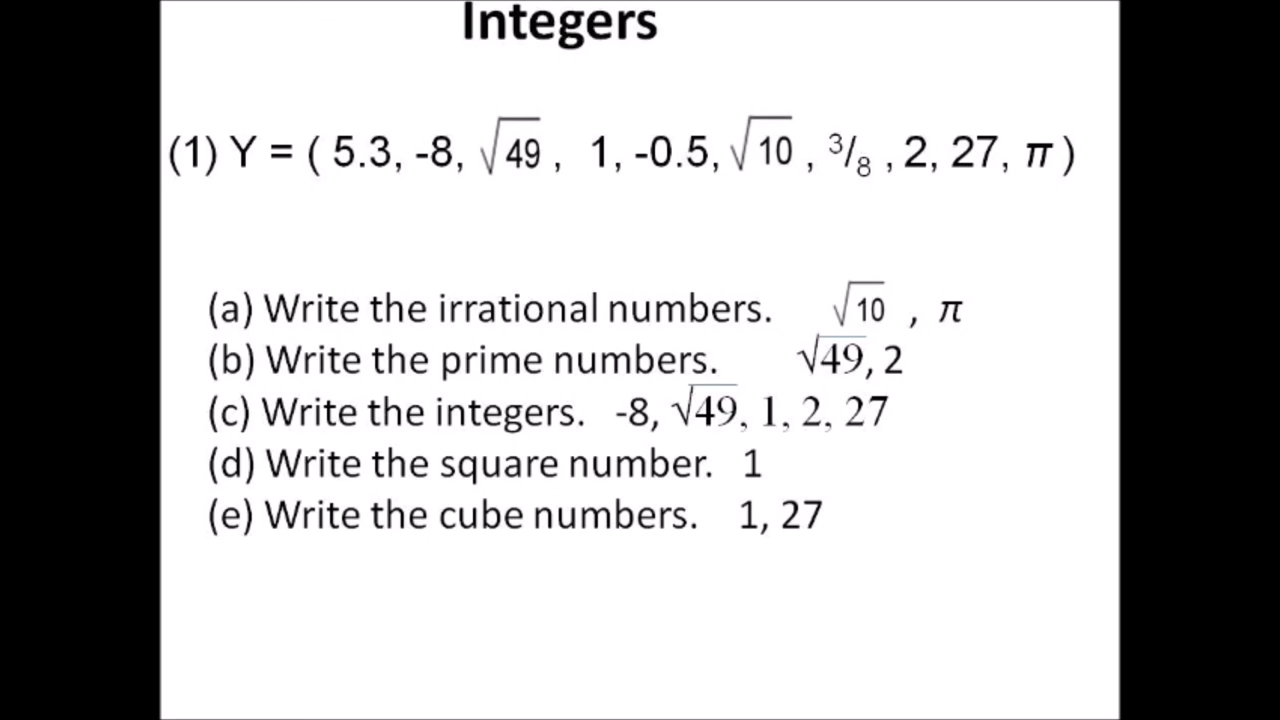 Integers
(1) Y = ( 5.3, -8, √49 , 1, -0.5, √10 , 3/8 , 2, 27, π )
(a) Write the irrational numbers. √10 , π
(b) Write the prime numbers. √49, 2
(c) Write the integers. -8, √49, 1, 2, 27
(d) Write the square number. 1
(e) Write the cube numbers. 1, 27